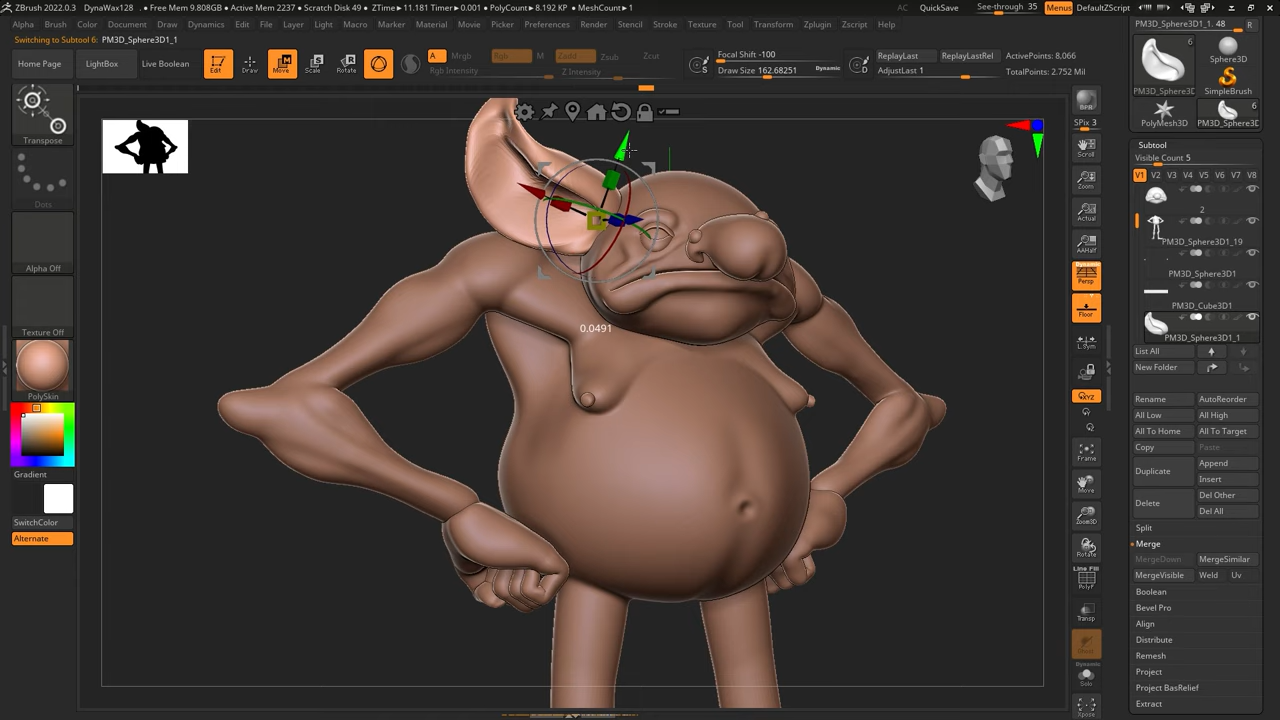 ZBrush 2022.0.3 DynaWax128 . • Free Mem 9.808GB • Active Mem 2237 • Scratch Disk 49 • ZTime▸11.181 Timer▸0.001 • PolyCount▸8.192 KP • MeshCount▸1
AC QuickSave See-through 35 Menus DefaultZScript
Alpha Brush Color Document Draw Dynamics Edit File Layer Light Macro Marker Material Movie Picker Preferences Render Stencil Stroke Texture Tool Transform Zplugin Zscript Help
Switching to Subtool 6: PM3D_Sphere3D1_1
Home Page
LightBox
Live Boolean
Edit
Draw
Move
Scale
Rotate
A Mrgb Rgb M Zadd Zsub Zcut
Rgb Intensity Z Intensity
Focal Shift -100
Draw Size 162.68251 Dynamic
S
D
ReplayLast ReplayLastRel
AdjustLast 1
ActivePoints: 8,066
TotalPoints: 2.752 Mil
Transpose
Dots
Alpha Off
Texture Off
PolySkin
Gradient
SwitchColor
Alternate
0.0491
BPR
SPix 3
Scroll
Zoom
Actual
AAHalf
Dynamic
Persp
Floor
L.Sym
XYZ
Frame
Move
Zoom3D
Rotate
Line Fill
PolyF
Transp
Dynamic
Solo
Xpose
PM3D_Sphere3D1_1. 48 R
6
PM3D_Sphere3D
Sphere3D
SimpleBrush
PolyMesh3D
6
PM3D_Sphere3D
Subtool
Visible Count 5
V1 V2 V3 V4 V5 V6 V7 V8
2
PM3D_Sphere3D1_19
PM3D_Sphere3D1
PM3D_Cube3D1
PM3D_Sphere3D1_1
List All
New Folder
Rename AutoReorder
All Low All High
All To Home All To Target
Copy Paste
Duplicate Append
Insert
Delete Del Other
Del All
Split
Merge
MergeDown MergeSimilar
MergeVisible Weld Uv
Boolean
Bevel Pro
Align
Distribute
Remesh
Project
Project BasRelief
Extract